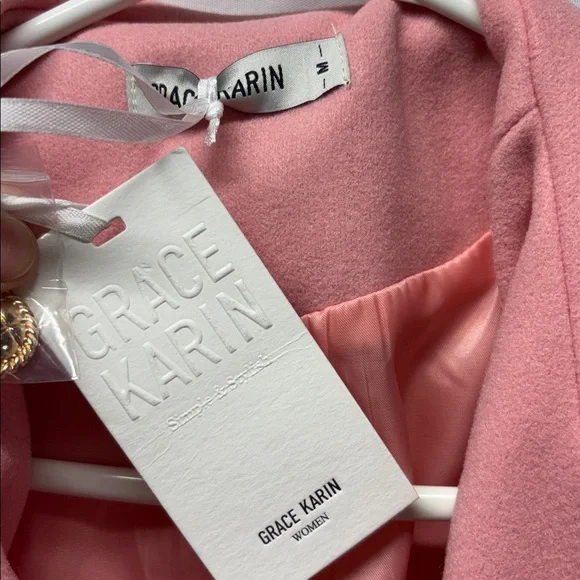 GRACE KARIN
M
GRACE
KARIN
Simple & Stylish
GRACE KARIN
WOMEN